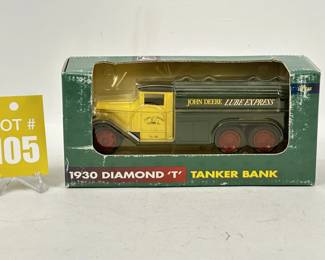 LOT #
105
JOHN DEERE LUBE EXPRESS
1930 DIAMOND 'T' TANKER BANK